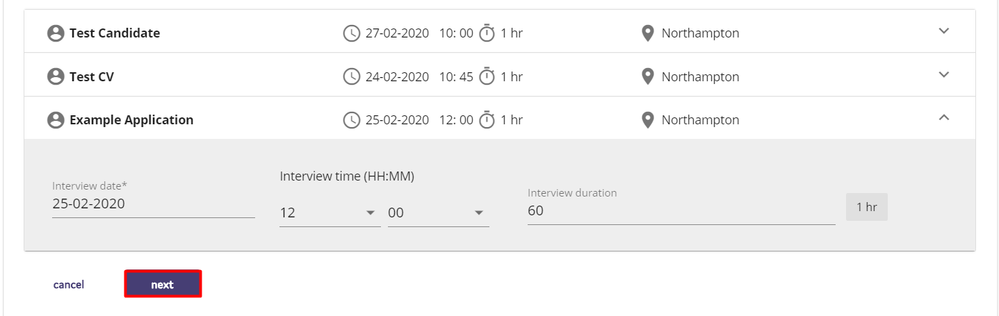 Test Candidate 27-02-2020 10: 00 1 hr Northampton
Test CV 24-02-2020 10: 45 1 hr Northampton
Example Application 25-02-2020 12: 00 1 hr Northampton
Interview date*
25-02-2020
Interview time (HH:MM)
12 00
Interview duration
60
1 hr
cancel next